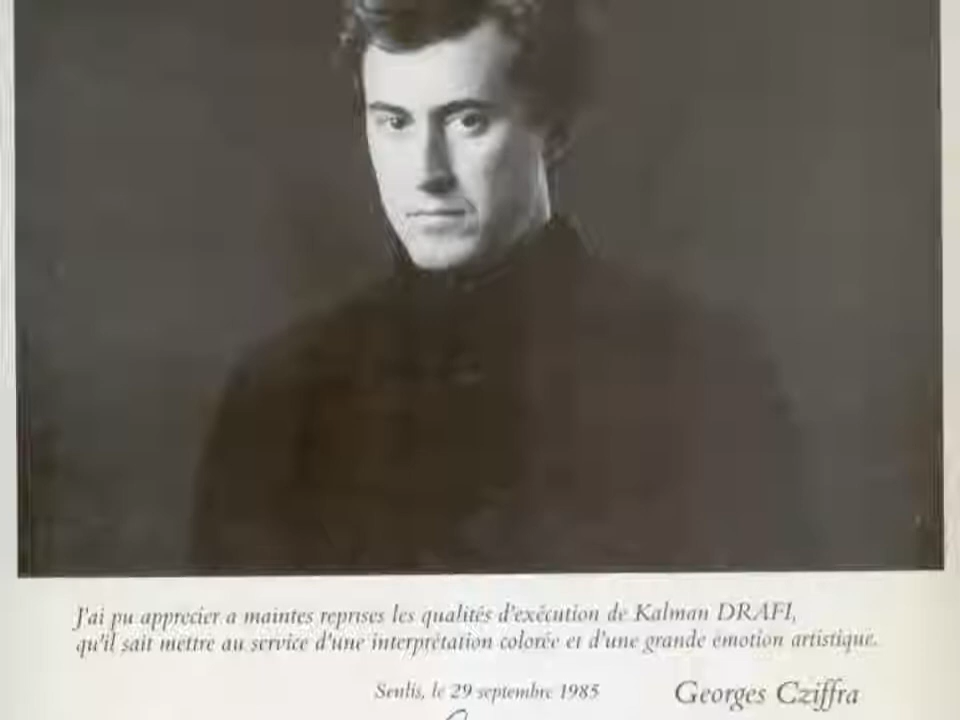 J'ai pu apprecier a maintes reprises les qualités d'exécution de Kalman DRAFI,
qu'il sait mettre au service d'une interprétation colorée et d'une grande émotion artistique.
Senlis, le 29 septembre 1985
Georges Cziffra